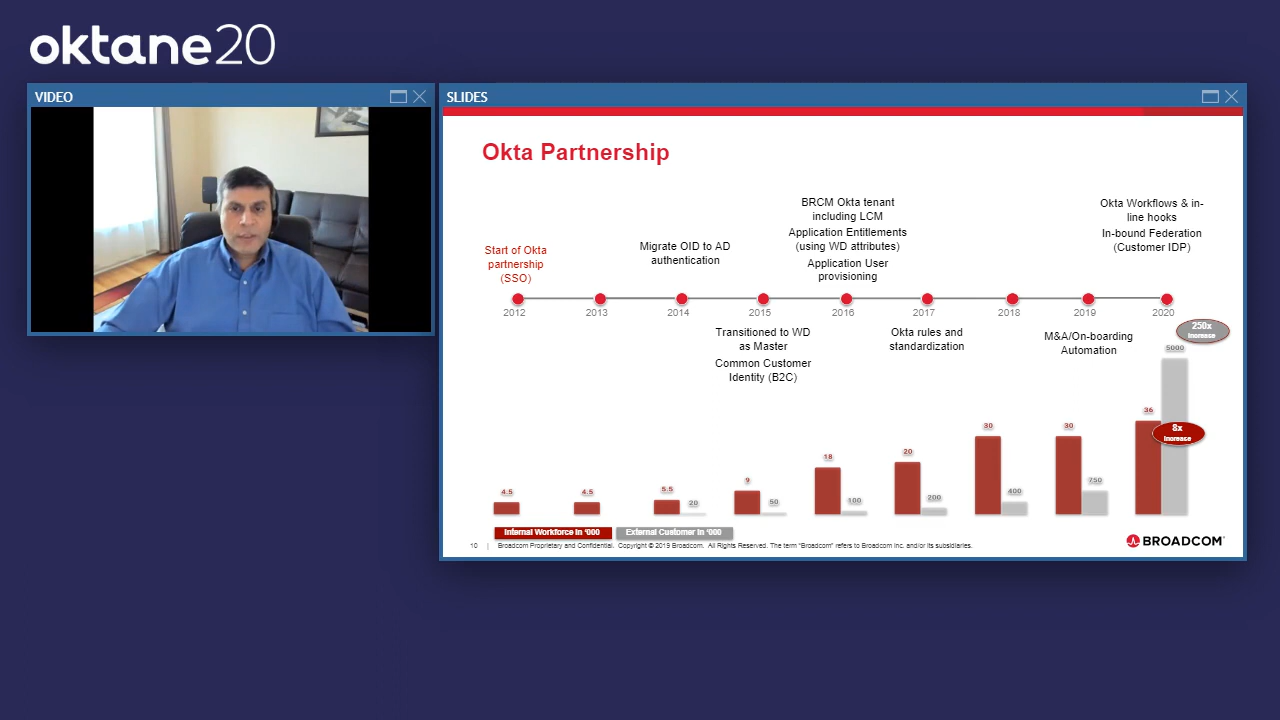 oktane20
VIDEO
SLIDES
Okta Partnership
Start of Okta
partnership
(SSO)
Migrate OID to AD
authentication
BRCM Okta tenant
including LCM
Application Entitlements
(using WD attributes)
Application User
provisioning
Okta Workflows & in-
line hooks
In-bound Federation
(Customer IDP)
2012
2013
2014
2015
2016
2017
2018
2019
2020
Transitioned to WD
as Master
Common Customer
Identity (B2C)
Okta rules and
standardization
M&A/On-boarding
Automation
250x
Increase
5000
36
8x
Increase
4.5
4.5
5.5
20
9
50
18
100
20
200
30
400
30
750
Internal Workforce in '000
External Customer in '000
10 | Broadcom Proprietary and Confidential. Copyright © 2019 Broadcom. All Rights Reserved. The term "Broadcom" refers to Broadcom Inc. and/or its subsidiaries.
BROADCOM